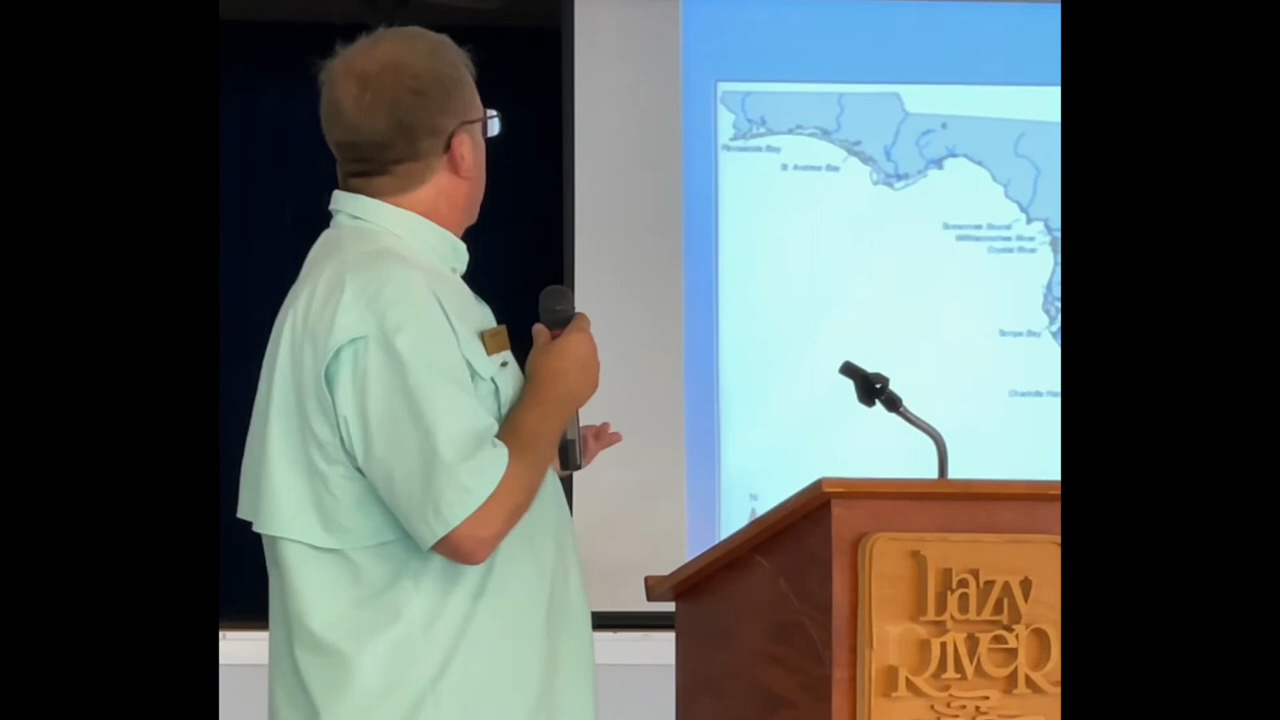 Pensacola Bay
St. Andrew Bay
Suwannee Sound
Withlacoochee River
Crystal River
Tampa Bay
N
Lazy
River